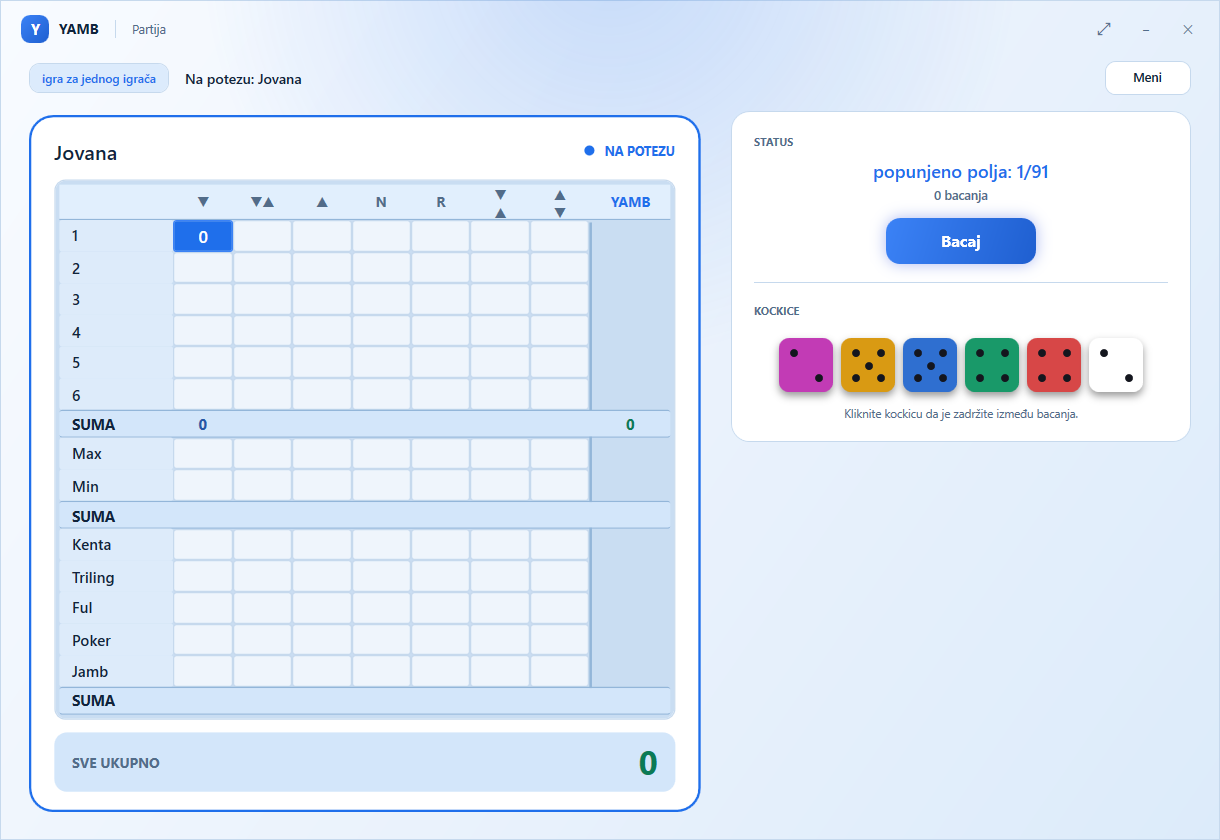 Y YAMB Partija
igra za jednog igrača Na potezu: Jovana Meni
Jovana NA POTEZU
▼ ▼▲ ▲ N R ▼▲ ▲▼ YAMB
1 0
2
3
4
5
6
SUMA 0 0
Max
Min
SUMA
Kenta
Triling
Ful
Poker
Jamb
SUMA
SVE UKUPNO 0
STATUS
popunjeno polja: 1/91
0 bacanja
Bacaj
KOCKICE
Kliknite kockicu da je zadržite između bacanja.